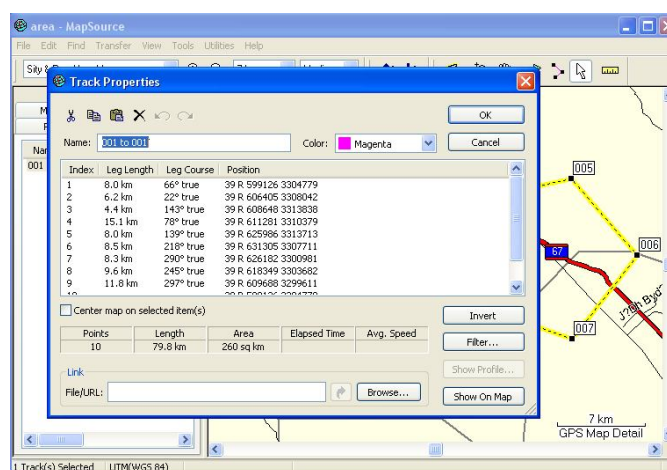 area - MapSource
File Edit Find Transfer View Tools Utilities Help
Track Properties
OK
Name: 001 to 001 Color: Magenta Cancel
Index Leg Length Leg Course Position
1 8.0 km 66° true 39 R 599126 3304779
2 6.2 km 22° true 39 R 606405 3308042
3 4.4 km 143° true 39 R 608648 3313838
4 15.1 km 78° true 39 R 611281 3310379
5 8.0 km 139° true 39 R 625986 3313713
6 8.5 km 218° true 39 R 631305 3307711
7 8.3 km 290° true 39 R 626182 3300981
8 9.6 km 245° true 39 R 618349 3303682
9 11.8 km 297° true 39 R 609688 3299611
Center map on selected item(s) Invert
Points Length Area Elapsed Time Avg. Speed
10 79.8 km 260 sq km
Filter...
Link Show Profile...
File/URL: Browse... Show On Map
001
005
006
67
007
7 km
GPS Map Detail
1 Track(s) Selected UTM(WGS 84)